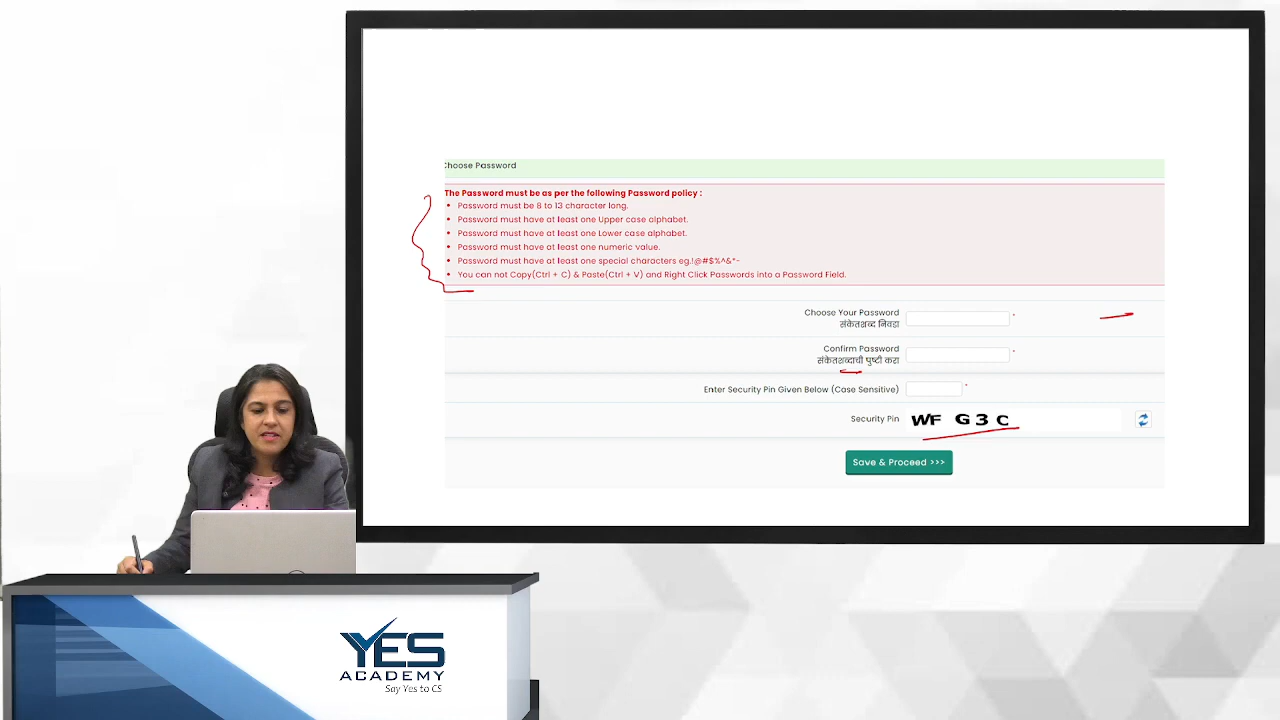 Choose Password
The Password must be as per the following Password policy :
Password must be 8 to 13 character long.
Password must have at least one Upper case alphabet.
Password must have at least one Lower case alphabet.
Password must have at least one numeric value.
Password must have at least one special characters eg.!@#$%^&*-
You can not Copy(Ctrl + C) & Paste(Ctrl + V) and Right Click Passwords into a Password Field.
Choose Your Password *
संकेतशब्द निवडा
Confirm Password *
संकेतशब्दाची पुष्टी करा
Enter Security Pin Given Below (Case Sensitive) *
Security Pin WF G3C
Save & Proceed >>>
YES
ACADEMY
Say Yes to CS